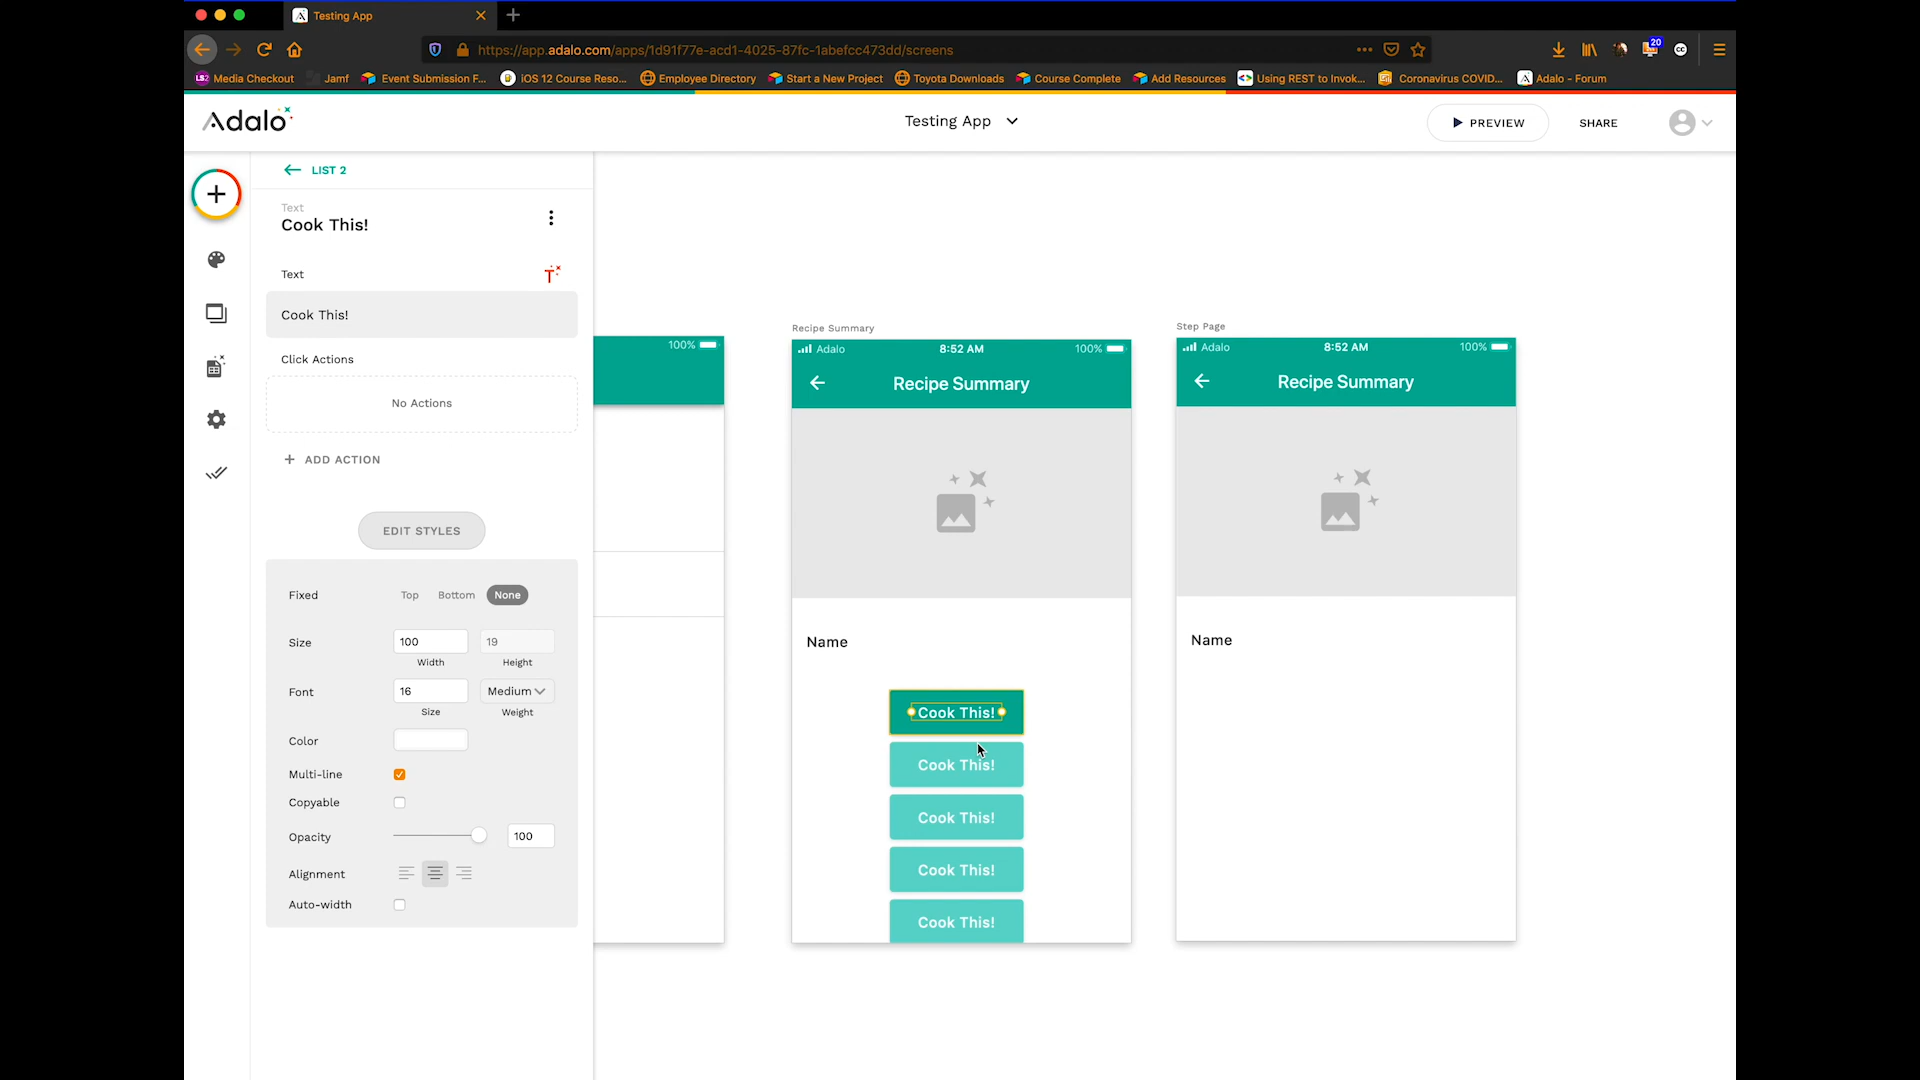 Testing App
https://app.adalo.com/apps/1d91f77e-acd1-4025-87fc-1abefcc473dd/screens
20
CC
LS2 Media Checkout
Jamf
Event Submission F...
iOS 12 Course Reso...
Employee Directory
Start a New Project
Toyota Downloads
Course Complete
Add Resources
Using REST to Invok...
Coronavirus COVID...
Adalo - Forum
Adalo
Testing App
PREVIEW
SHARE
LIST 2
Text
Cook This!
Text
T
Cook This!
Click Actions
No Actions
+ ADD ACTION
EDIT STYLES
Fixed Top Bottom None
Size 100 19
Width Height
Font 16 Medium
Size Weight
Color
Multi-line
Copyable
Opacity 100
Alignment
Auto-width
100%
Recipe Summary
Adalo 8:52 AM 100%
Recipe Summary
Name
Cook This!
Cook This!
Cook This!
Cook This!
Cook This!
Step Page
Adalo 8:52 AM 100%
Recipe Summary
Name